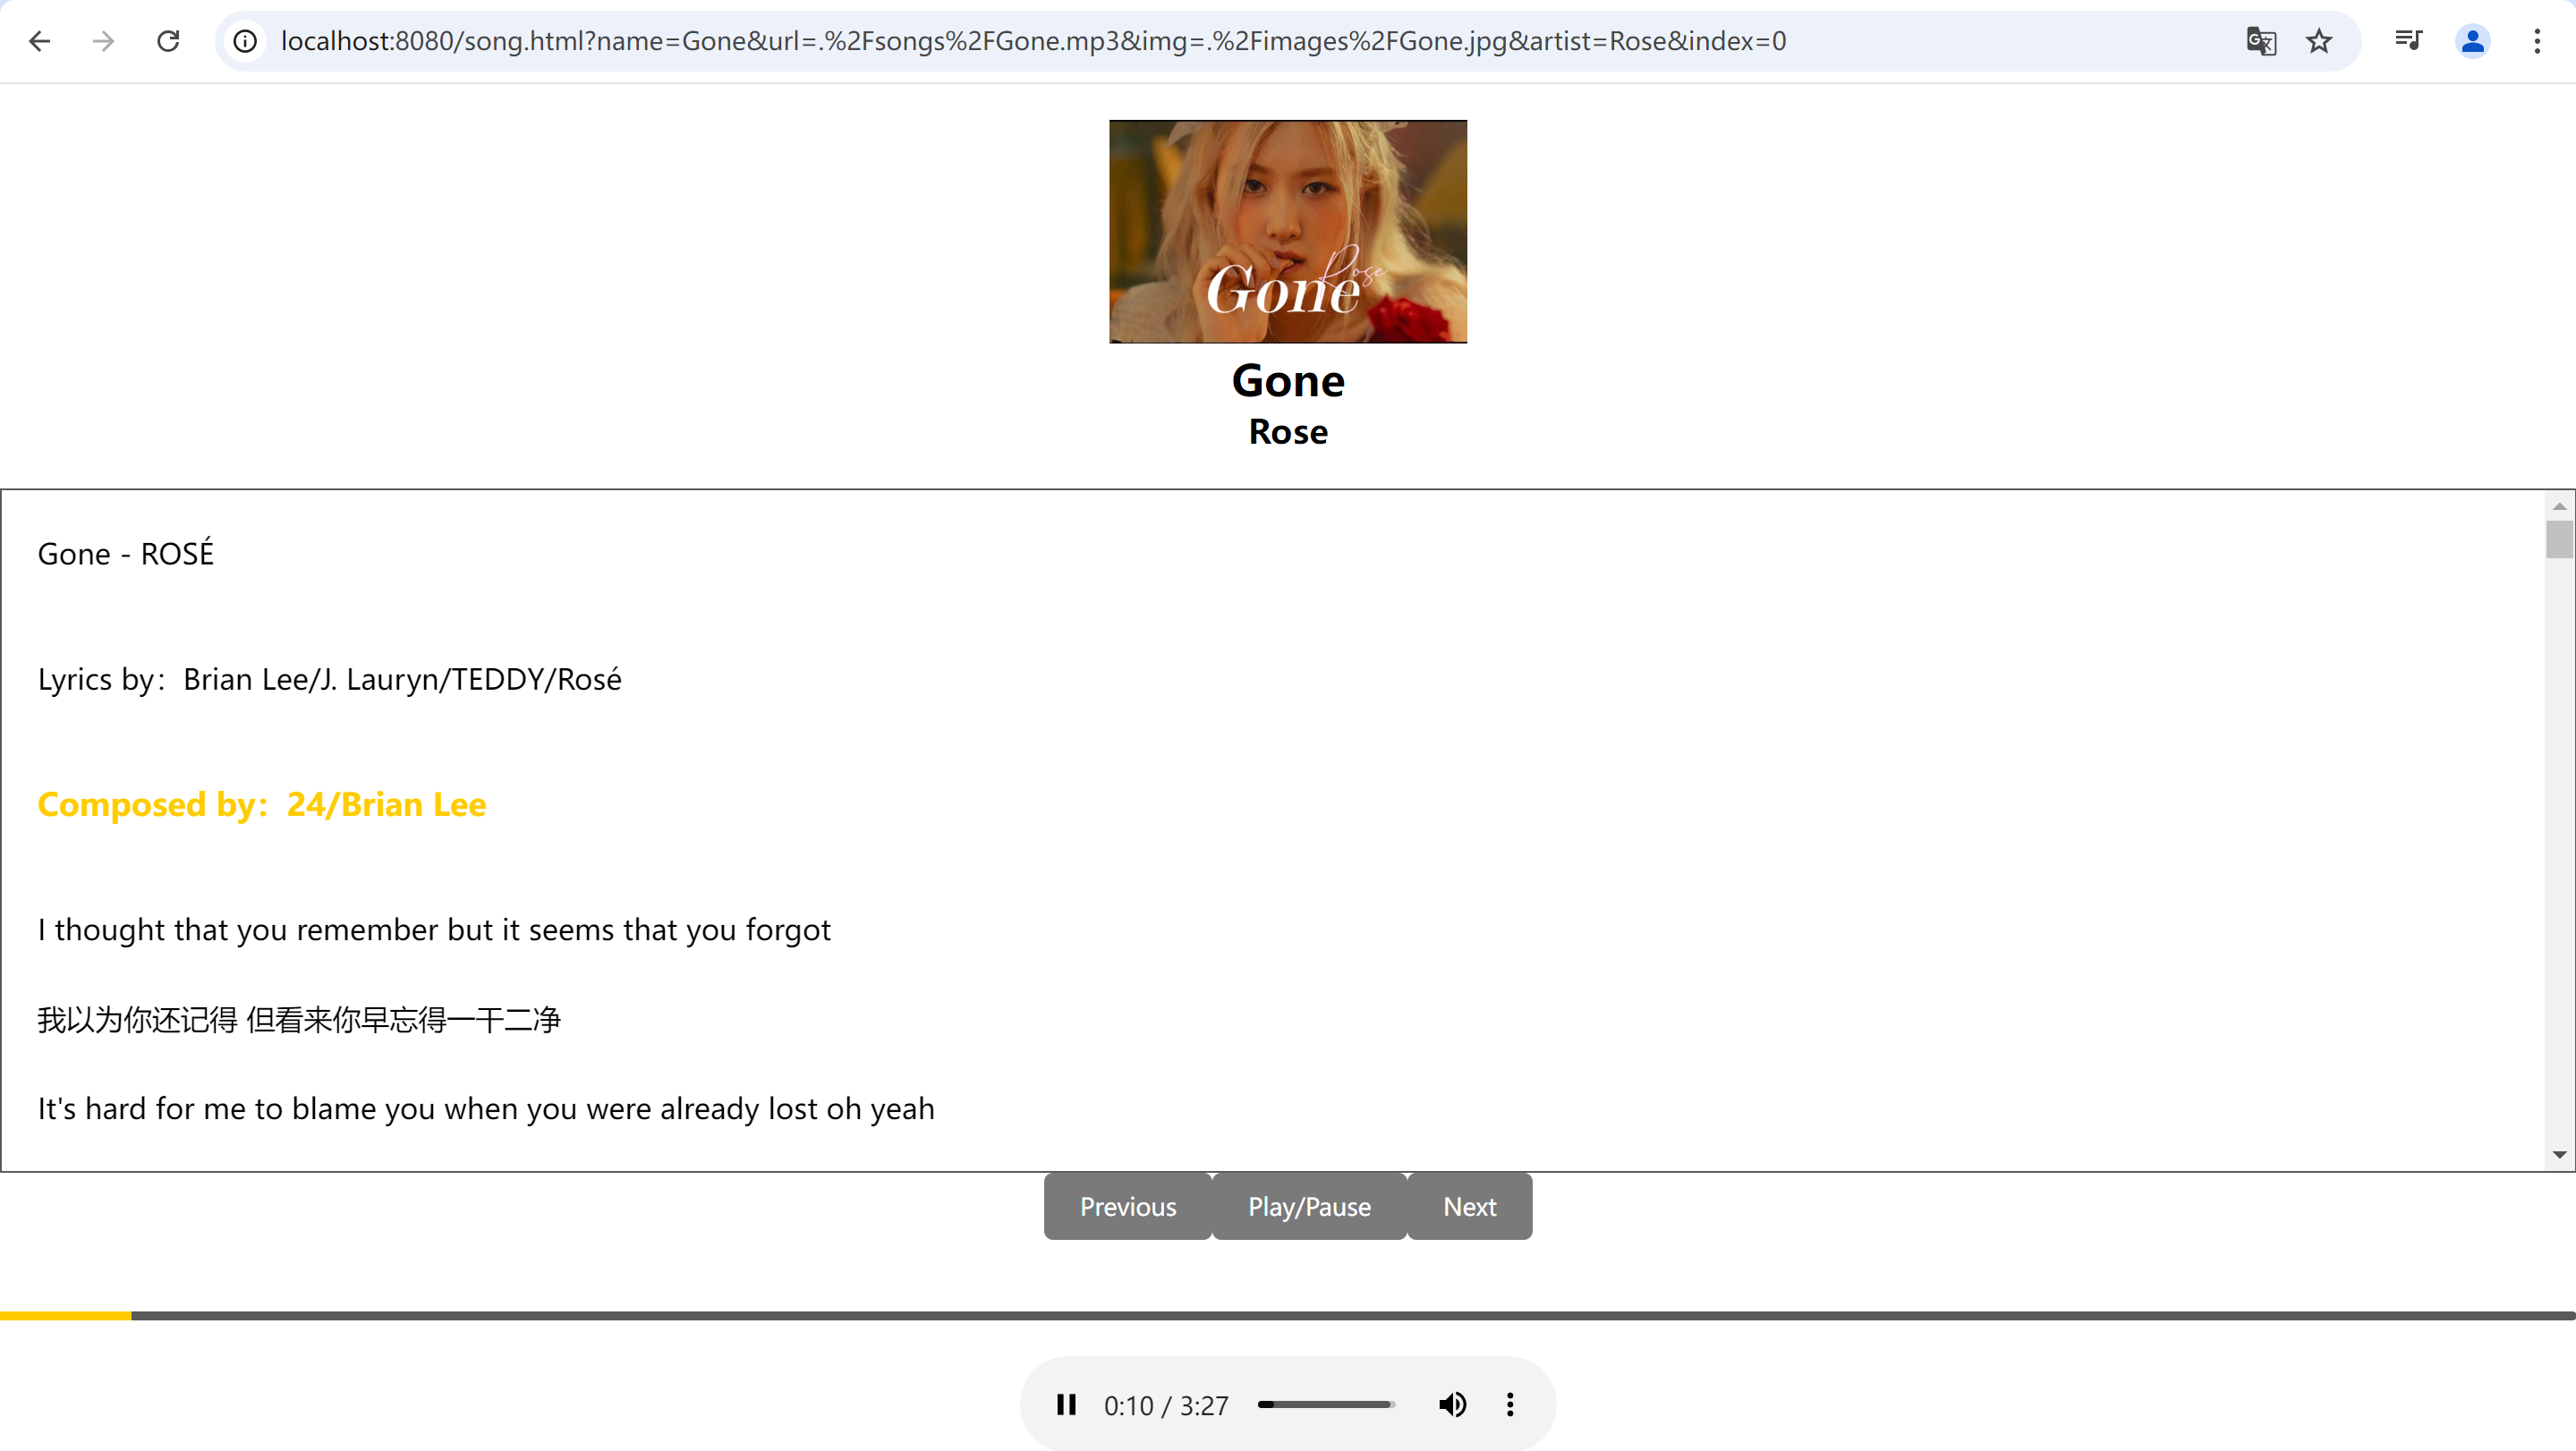 localhost:8080/song.html?name=Gone&url=.%2Fsongs%2FGone.mp3&img=.%2Fimages%2FGone.jpg&artist=Rose&index=0
Rose
Gone
Gone
Rose
Gone - ROSÉ
Lyrics by：Brian Lee/J. Lauryn/TEDDY/Rosé
Composed by：24/Brian Lee
I thought that you remember but it seems that you forgot
我以为你还记得 但看来你早忘得一干二净
It's hard for me to blame you when you were already lost oh yeah
Previous Play/Pause Next
0:10 / 3:27